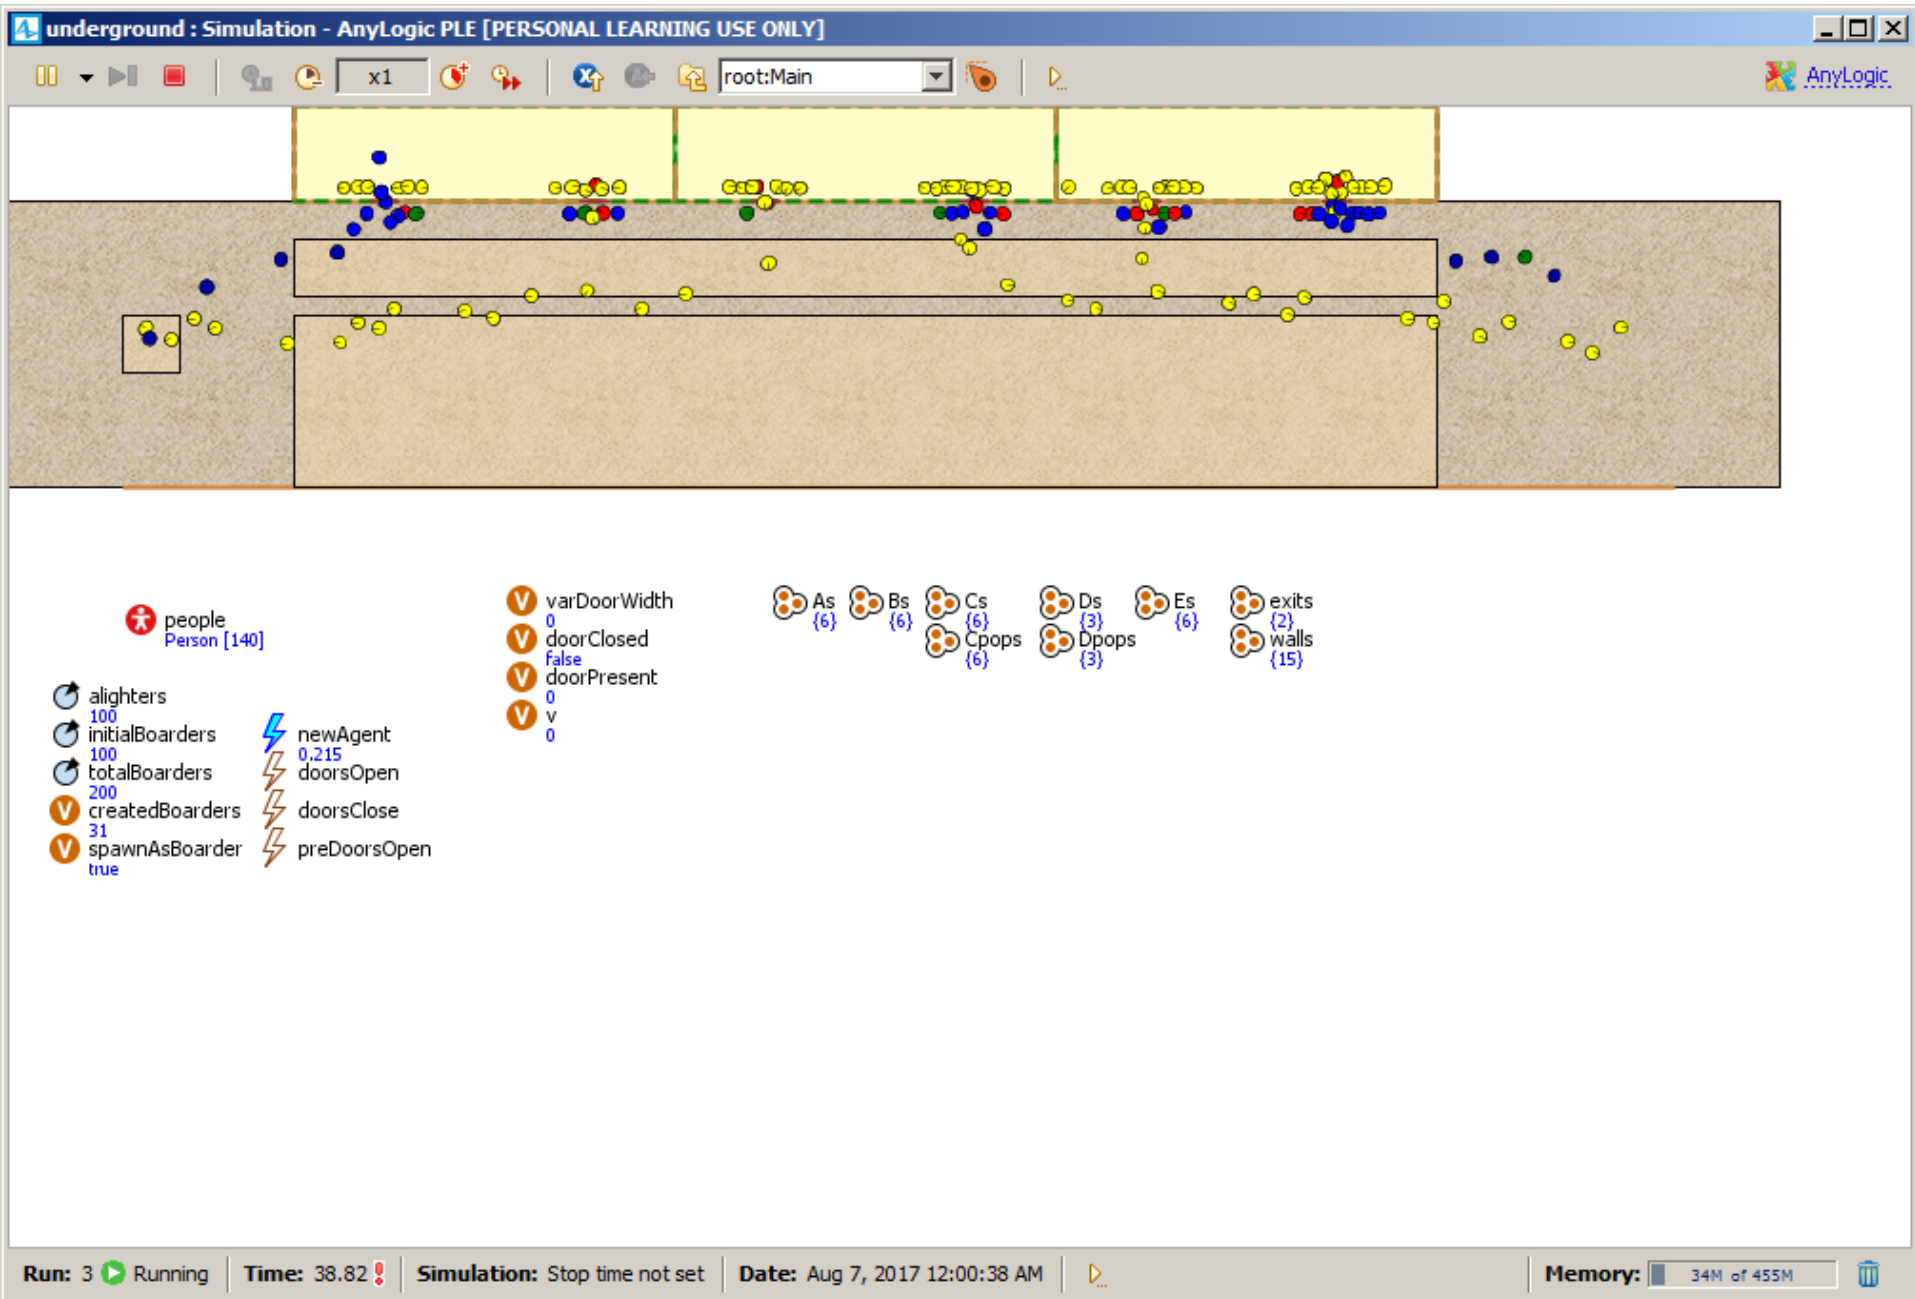 underground : Simulation - AnyLogic PLE [PERSONAL LEARNING USE ONLY]
x1 root:Main AnyLogic
people
Person [140]
alighters
100
initialBoarders
100
totalBoarders
200
createdBoarders
31
spawnAsBoarder
true
newAgent
0.215
doorsOpen
doorsClose
preDoorsOpen
varDoorWidth
0
doorClosed
false
doorPresent
0
v
0
As Bs Cs Ds Es exits
{6} {6} {6} {3} {6} {2}
Cpops Dpops walls
{6} {3} {15}
Run: 3 Running Time: 38.82 Simulation: Stop time not set Date: Aug 7, 2017 12:00:38 AM Memory: 34M of 455M